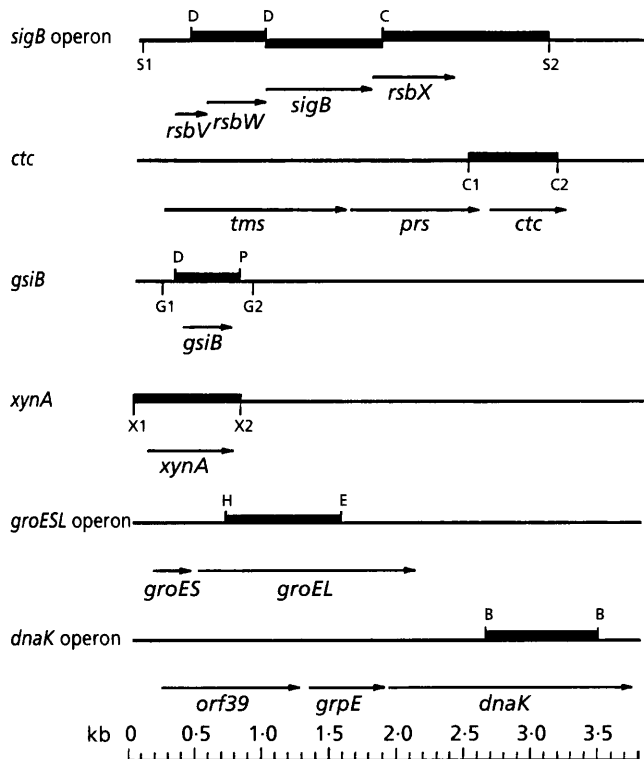 D D C
sigB operon
S1 S2
rsbX
sigB
rsbW
rsbV
ctc
C1 C2
tms prs ctc
D P
gsiB
G1 G2
gsiB
xynA
X1 X2
xynA
H E
groESL operon
groES groEL
B B
dnaK operon
orf39 grpE dnaK
kb 0 0·5 1·0 1·5 2·0 2·5 3·0 3·5